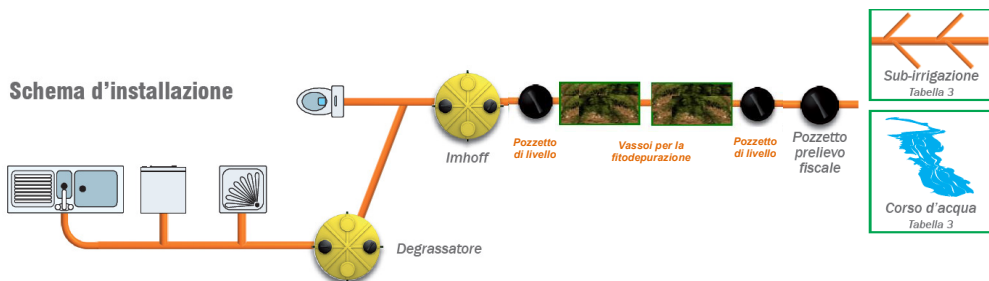 Schema d'installazione
Imhoff
Degrassatore
Pozzetto
di livello
Vassoi per la
fitodepurazione
Pozzetto
di livello
Pozzetto
prelievo
fiscale
Sub-irrigazione
Tabella 3
Corso d'acqua
Tabella 3